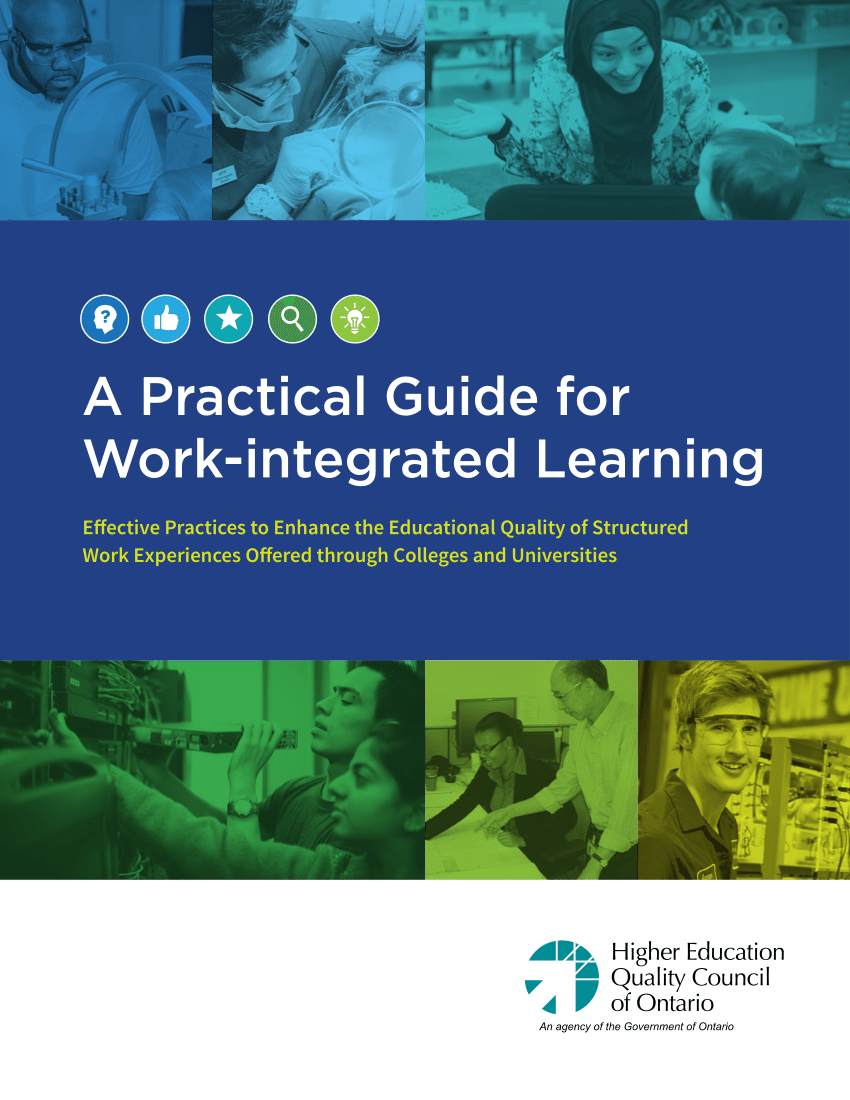 A Practical Guide for
Work-integrated Learning
Effective Practices to Enhance the Educational Quality of Structured
Work Experiences Offered through Colleges and Universities
Higher Education
Quality Council
of Ontario
An agency of the Government of Ontario